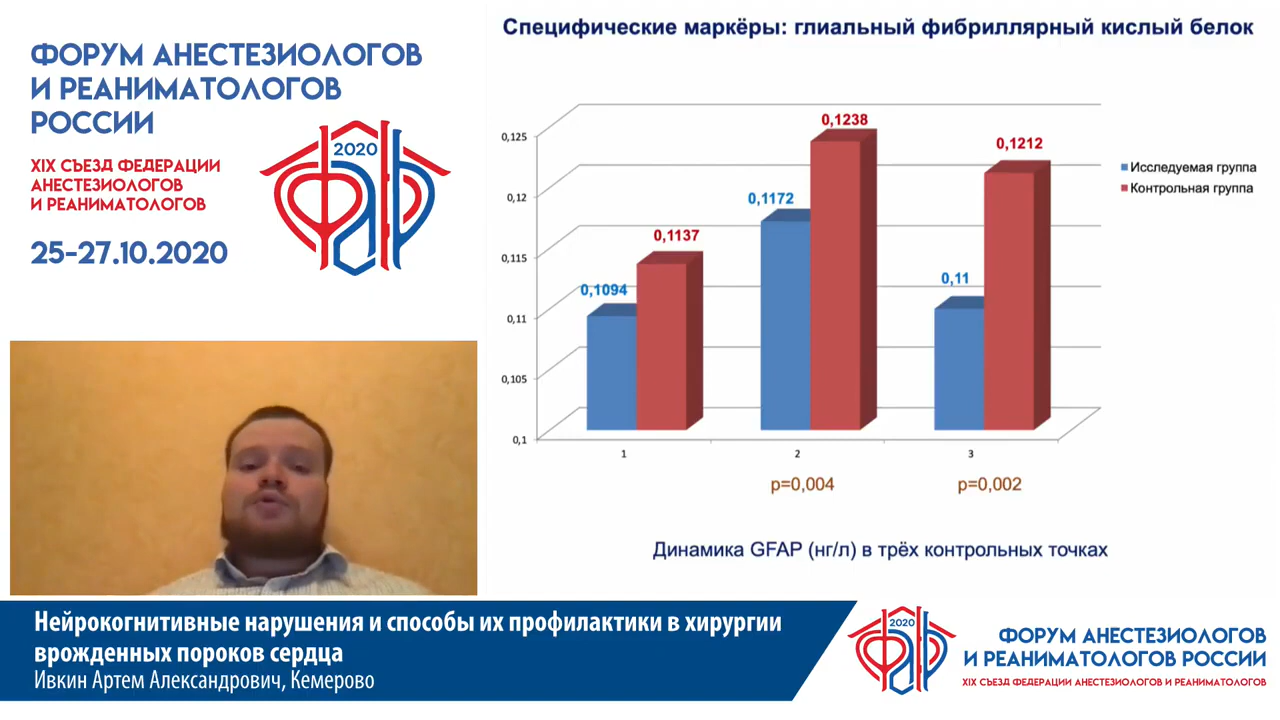 ФОРУМ АНЕСТЕЗИОЛОГОВ
И РЕАНИМАТОЛОГОВ
РОССИИ
XIX СЪЕЗД ФЕДЕРАЦИИ
АНЕСТЕЗИОЛОГОВ
И РЕАНИМАТОЛОГОВ
25-27.10.2020
2020
ФАР
Специфические маркёры: глиальный фибриллярный кислый белок
0,125
0,12
0,115
0,11
0,105
0,1
0,1094
0,1137
0,1172
0,1238
0,11
0,1212
Исследуемая группа
Контрольная группа
1
2
3
p=0,004
p=0,002
Динамика GFAP (нг/л) в трёх контрольных точках
Нейрокогнитивные нарушения и способы их профилактики в хирургии
врожденных пороков сердца
Ивкин Артем Александрович, Кемерово
2020
ФАР
ФОРУМ АНЕСТЕЗИОЛОГОВ
И РЕАНИМАТОЛОГОВ РОССИИ
XIX СЪЕЗД ФЕДЕРАЦИИ АНЕСТЕЗИОЛОГОВ И РЕАНИМАТОЛОГОВ